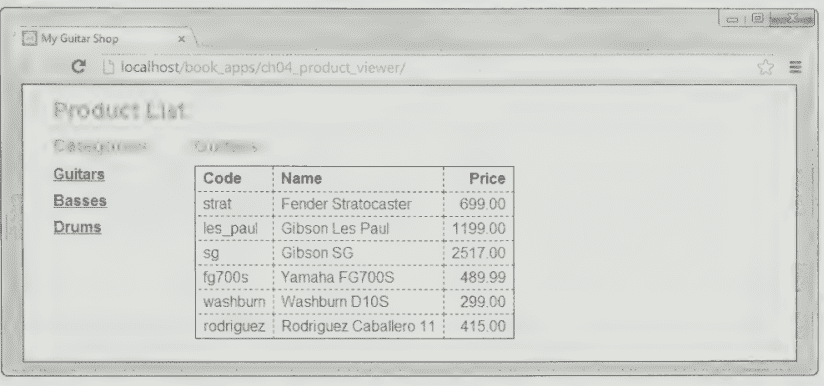 My Guitar Shop
localhost/book_apps/ch04_product_viewer/
Product List
Categories Guitars
Guitars
Basses
Drums
Code Name Price
strat Fender Stratocaster 699.00
les_paul Gibson Les Paul 1199.00
sg Gibson SG 2517.00
fg700s Yamaha FG700S 489.99
washburn Washburn D10S 299.00
rodriguez Rodriguez Caballero 11 415.00